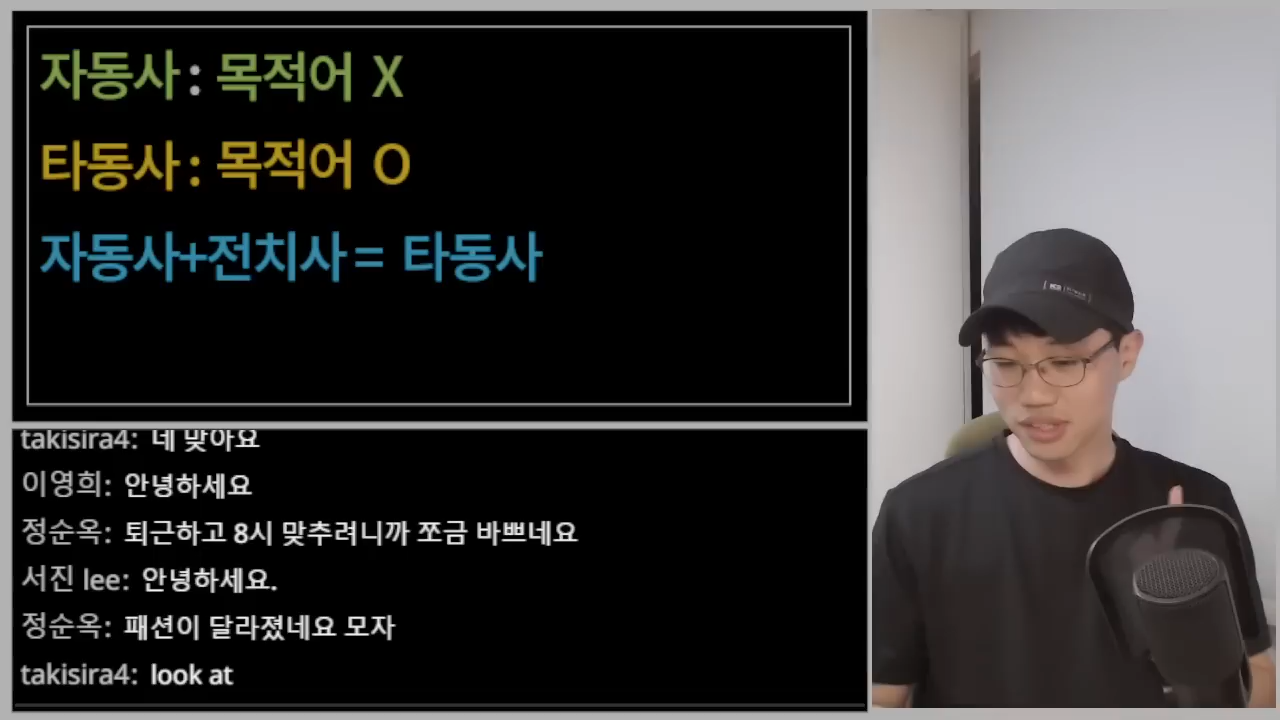 자동사: 목적어 X
타동사: 목적어 O
자동사+전치사= 타동사
takisira4: 네 맞아요
이영희: 안녕하세요
정순옥: 퇴근하고 8시 맞추려니까 쪼금 바쁘네요
서진 lee: 안녕하세요.
정순옥: 패션이 달라졌네요 모자
takisira4: look at